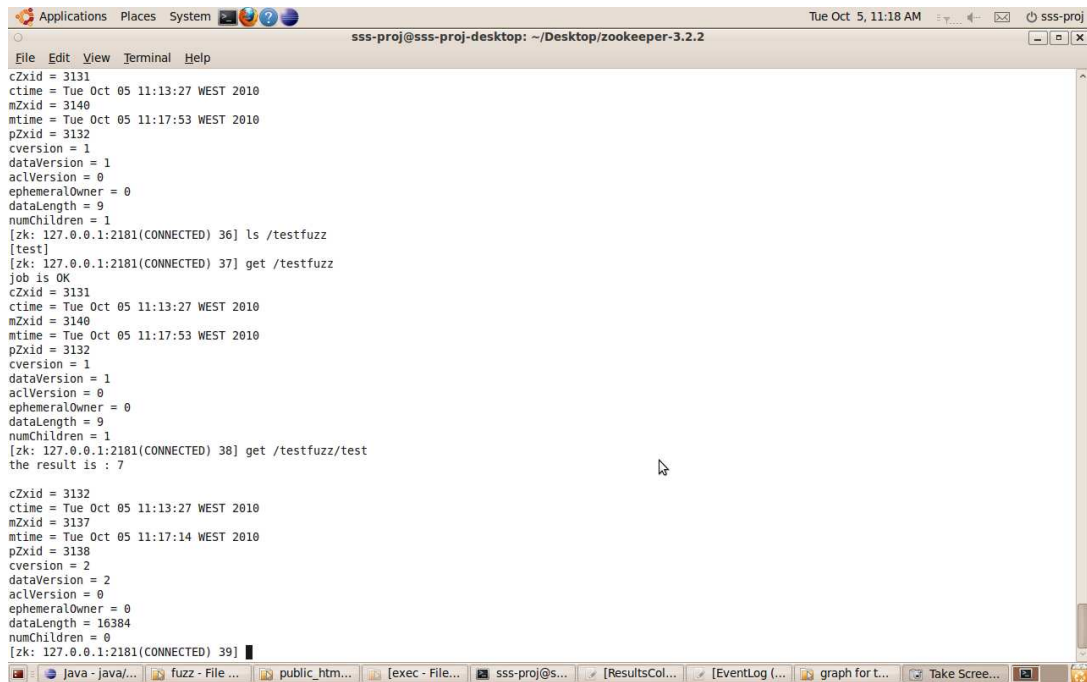 Applications Places System Tue Oct 5, 11:18 AM sss-proj
sss-proj@sss-proj-desktop: ~/Desktop/zookeeper-3.2.2
File Edit View Terminal Help
cZxid = 3131
ctime = Tue Oct 05 11:13:27 WEST 2010
mZxid = 3140
mtime = Tue Oct 05 11:17:53 WEST 2010
pZxid = 3132
cversion = 1
dataVersion = 1
aclVersion = 0
ephemeralOwner = 0
dataLength = 9
numChildren = 1
[zk: 127.0.0.1:2181(CONNECTED) 36] ls /testfuzz
[test]
[zk: 127.0.0.1:2181(CONNECTED) 37] get /testfuzz
job is OK
cZxid = 3131
ctime = Tue Oct 05 11:13:27 WEST 2010
mZxid = 3140
mtime = Tue Oct 05 11:17:53 WEST 2010
pZxid = 3132
cversion = 1
dataVersion = 1
aclVersion = 0
ephemeralOwner = 0
dataLength = 9
numChildren = 1
[zk: 127.0.0.1:2181(CONNECTED) 38] get /testfuzz/test
the result is : 7
cZxid = 3132
ctime = Tue Oct 05 11:13:27 WEST 2010
mZxid = 3137
mtime = Tue Oct 05 11:17:14 WEST 2010
pZxid = 3138
cversion = 2
dataVersion = 2
aclVersion = 0
ephemeralOwner = 0
dataLength = 16384
numChildren = 0
[zk: 127.0.0.1:2181(CONNECTED) 39]
Java - java/... fuzz - File ... public_htm... [exec - File... sss-proj@s... [ResultsCol... [EventLog (... graph for t... Take Scree...